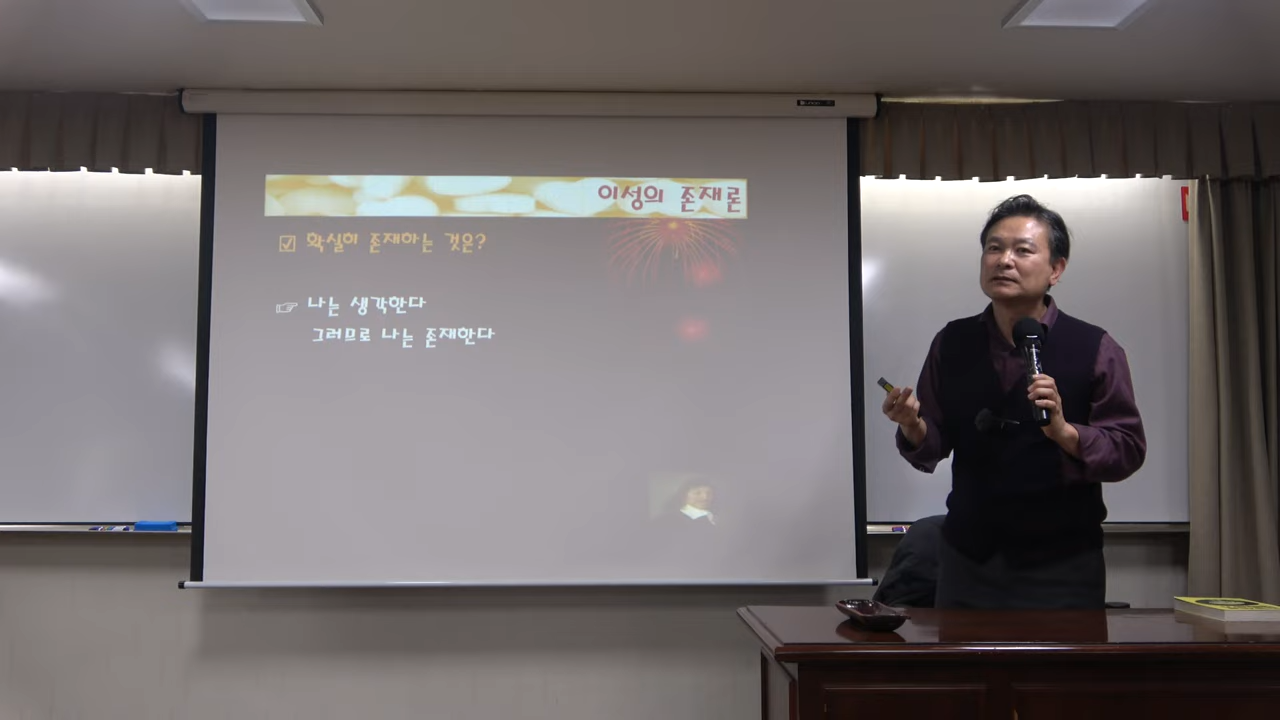 이성의 존재론
확실히 존재하는 것은?
나는 생각한다
그러므로 나는 존재한다